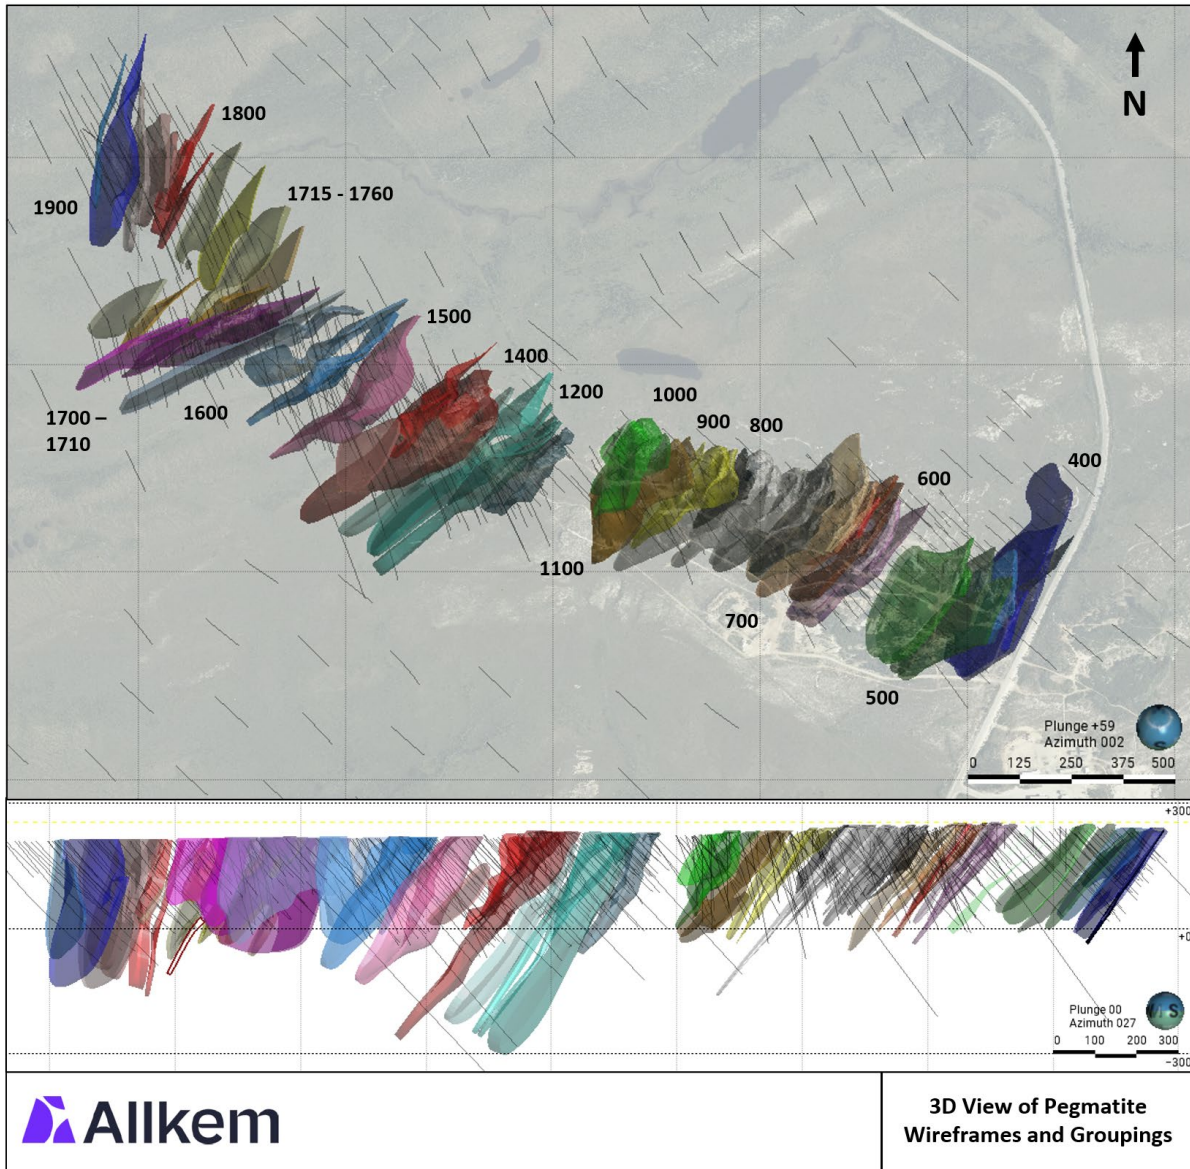 N
1800
1900
1715 - 1760
1500
1400
1200
1700 –
1710
1600
1000
900
800
600
400
1100
700
500
Plunge +59
Azimuth 002
S
0 125 250 375 500
+300
+0
Plunge 00
Azimuth 027
S
0 100 200 300
-300
Allkem
3D View of Pegmatite
Wireframes and Groupings